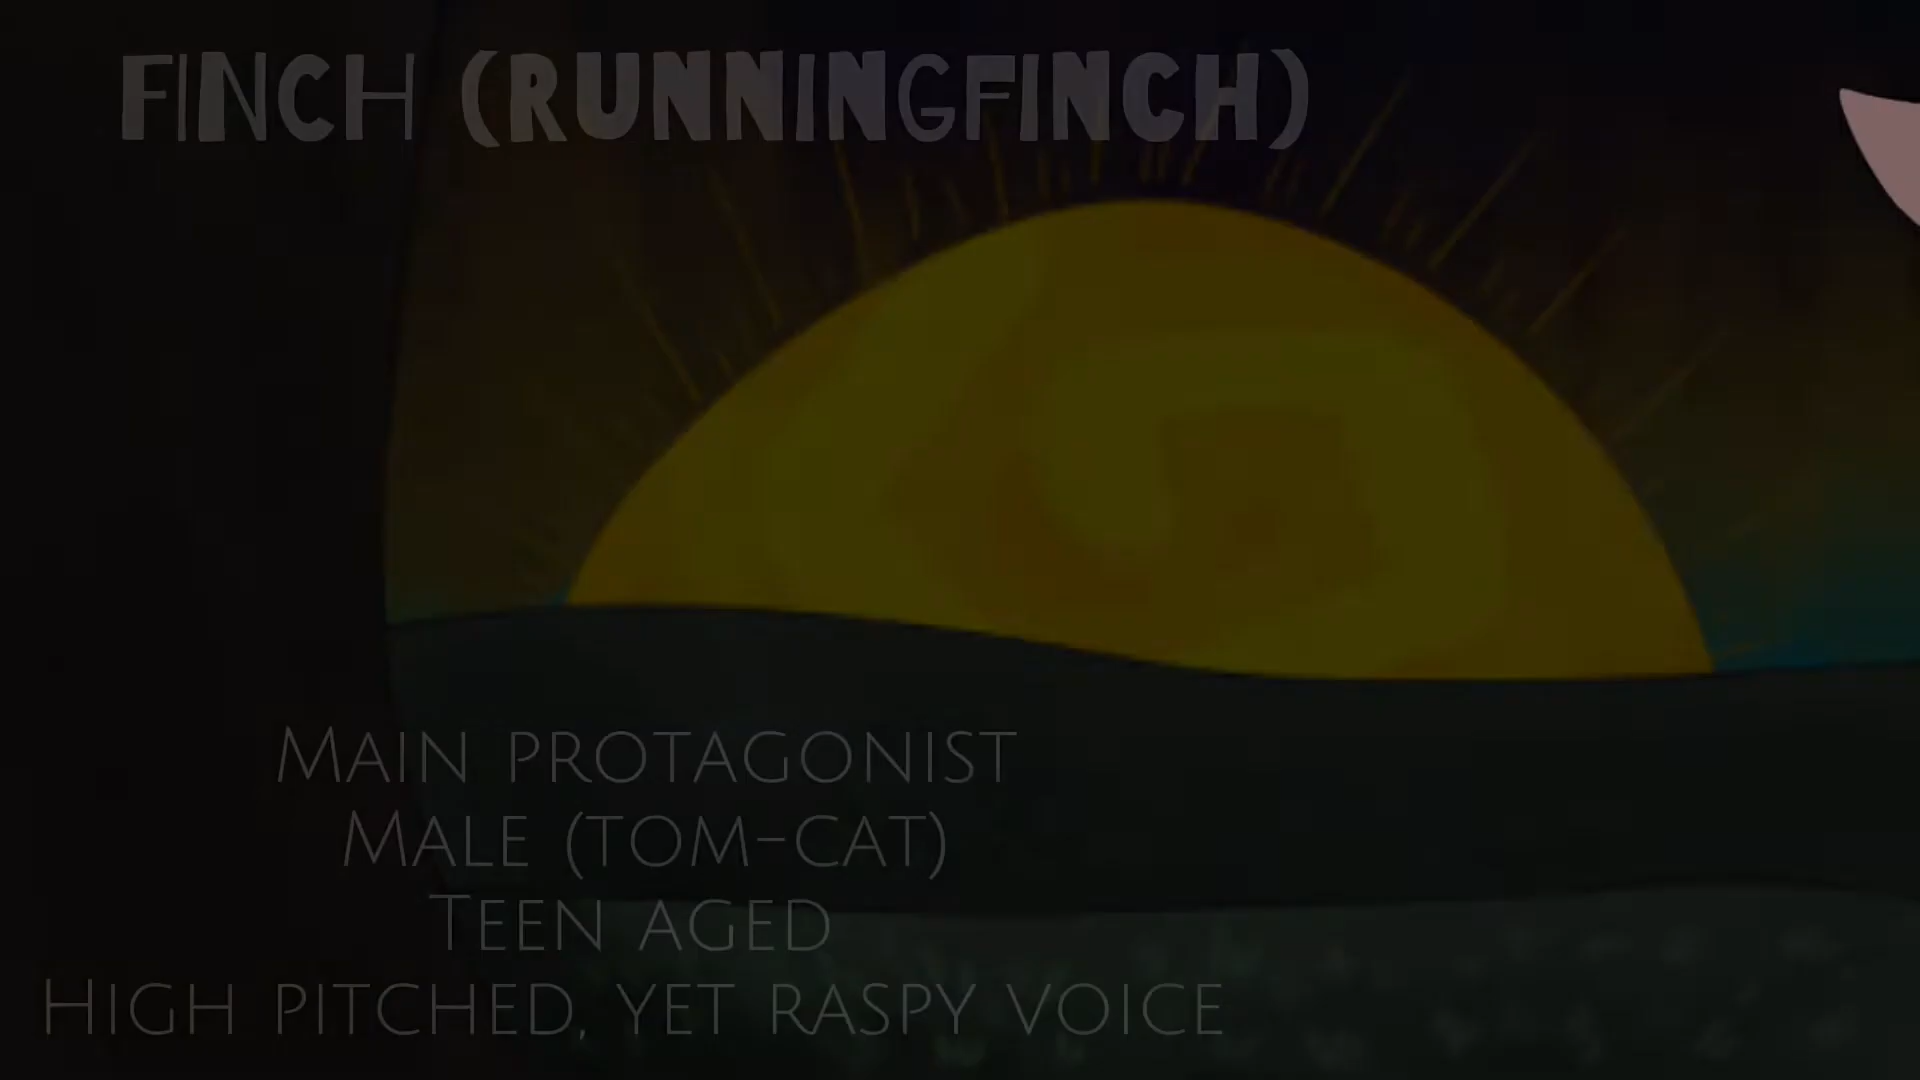 FINCH (RUNNINGFINCH)
MAIN PROTAGONIST
MALE (TOM-CAT)
TEEN AGED
HIGH PITCHED, YET RASPY VOICE